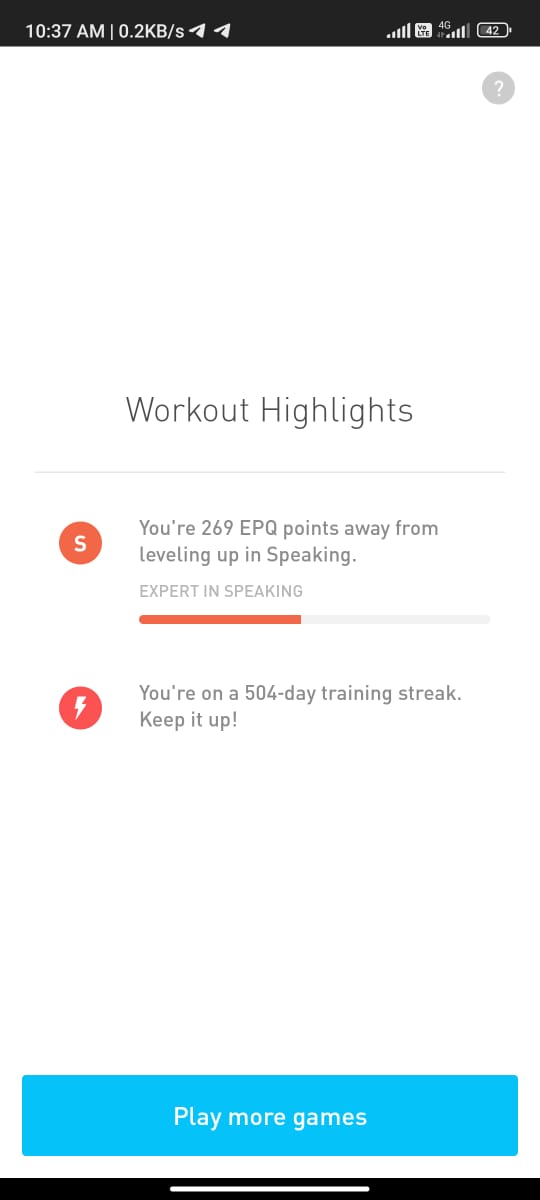 10:37 AM | 0.2KB/s
Vo
LTE
4G
42
?
Workout Highlights
S
You're 269 EPQ points away from
leveling up in Speaking.
EXPERT IN SPEAKING
You're on a 504-day training streak.
Keep it up!
Play more games